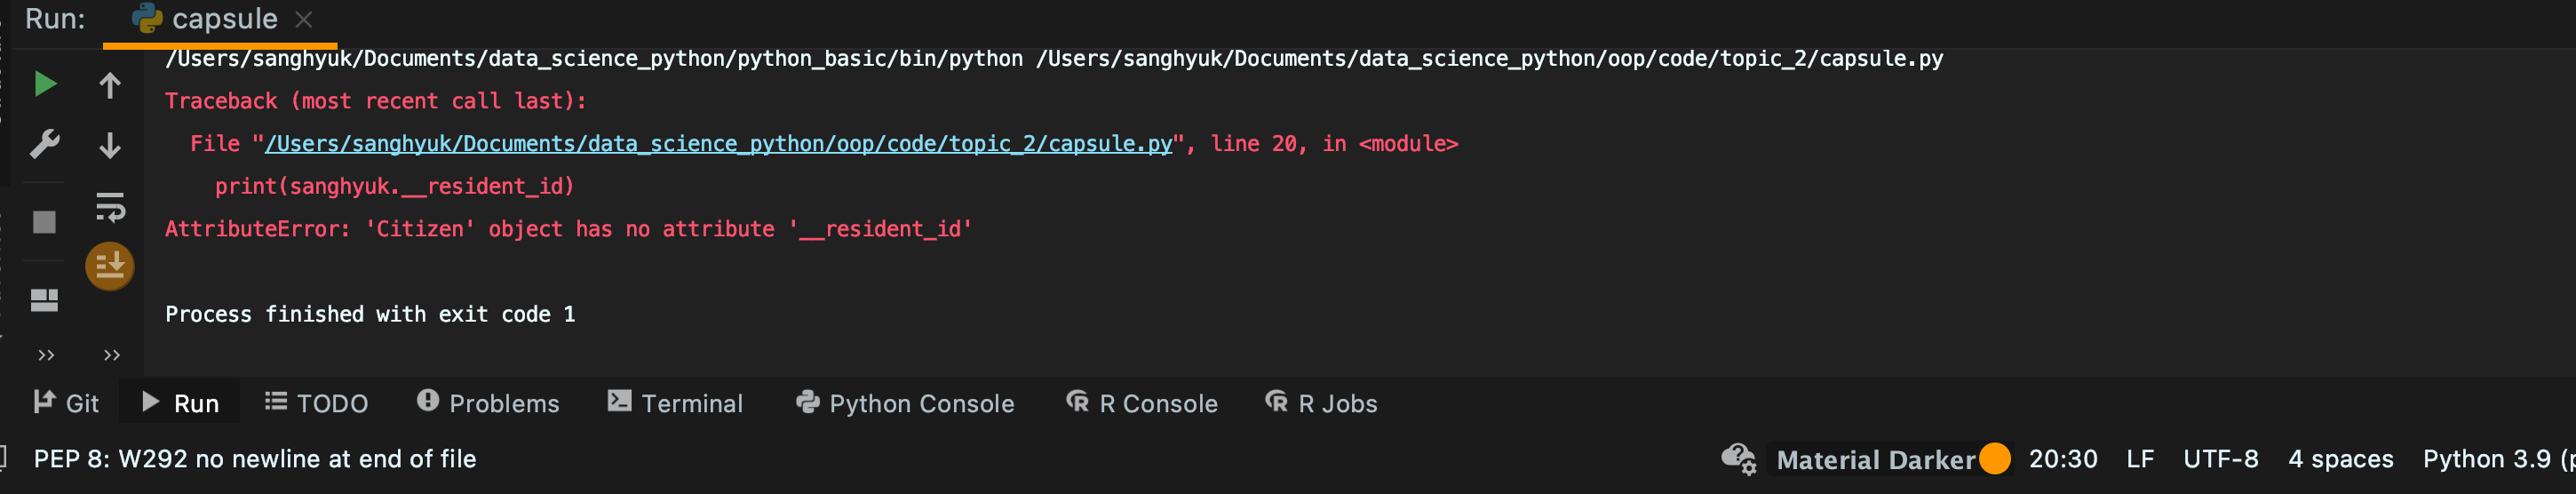 Run: capsule
/Users/sanghyuk/Documents/data_science_python/python_basic/bin/python /Users/sanghyuk/Documents/data_science_python/oop/code/topic_2/capsule.py
Traceback (most recent call last):
  File "/Users/sanghyuk/Documents/data_science_python/oop/code/topic_2/capsule.py", line 20, in <module>
    print(sanghyuk.__resident_id)
AttributeError: 'Citizen' object has no attribute '__resident_id'
Process finished with exit code 1
Git Run TODO Problems Terminal Python Console R Console R Jobs
PEP 8: W292 no newline at end of file Material Darker 20:30 LF UTF-8 4 spaces Python 3.9 (